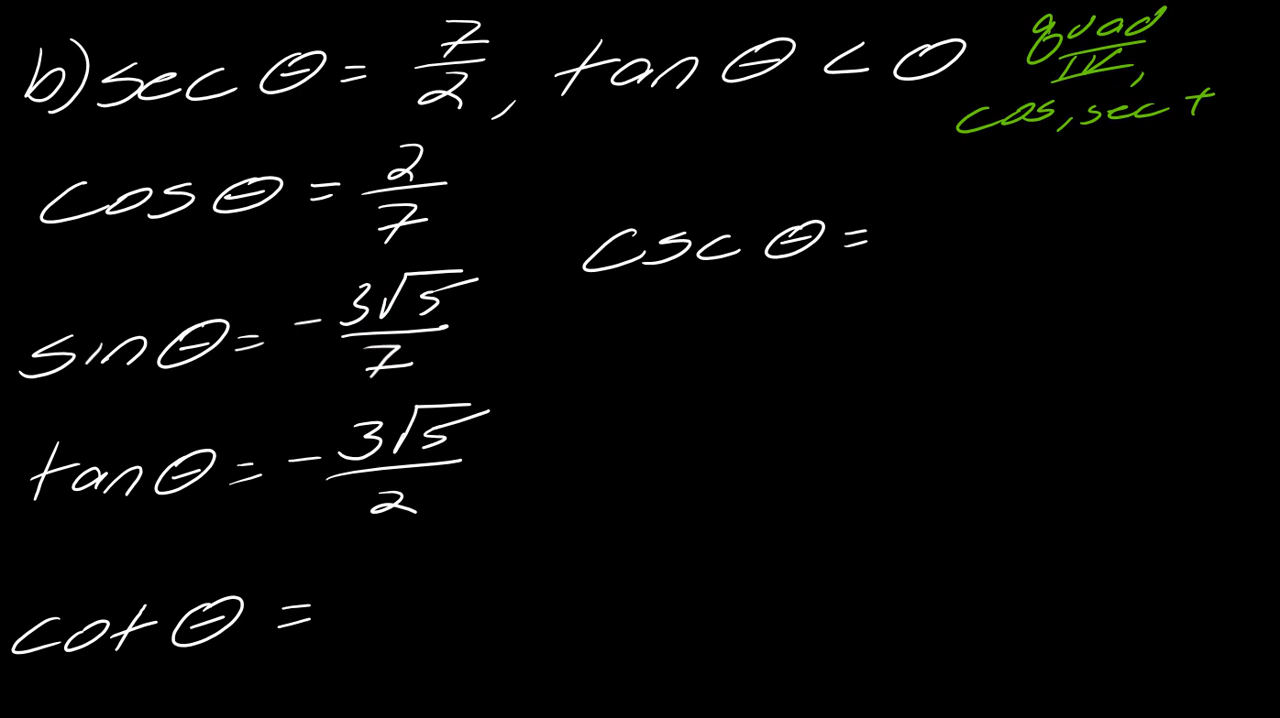 b) sec θ = 7/2, tan θ < 0
quad
IV,
cos, sec +
cos θ = 2/7
csc θ =
sin θ = -3√5/7
tan θ = -3√5/2
cot θ =